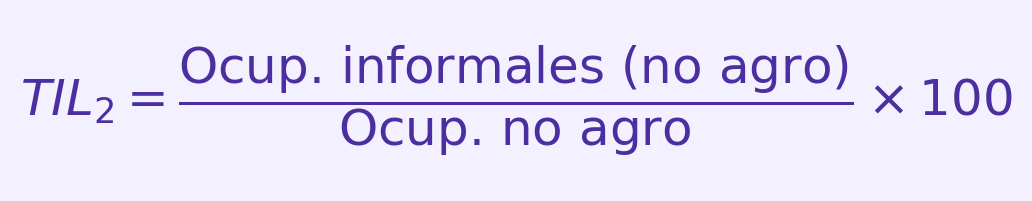 TIL₂ = Ocup. informales (no agro) / Ocup. no agro × 100